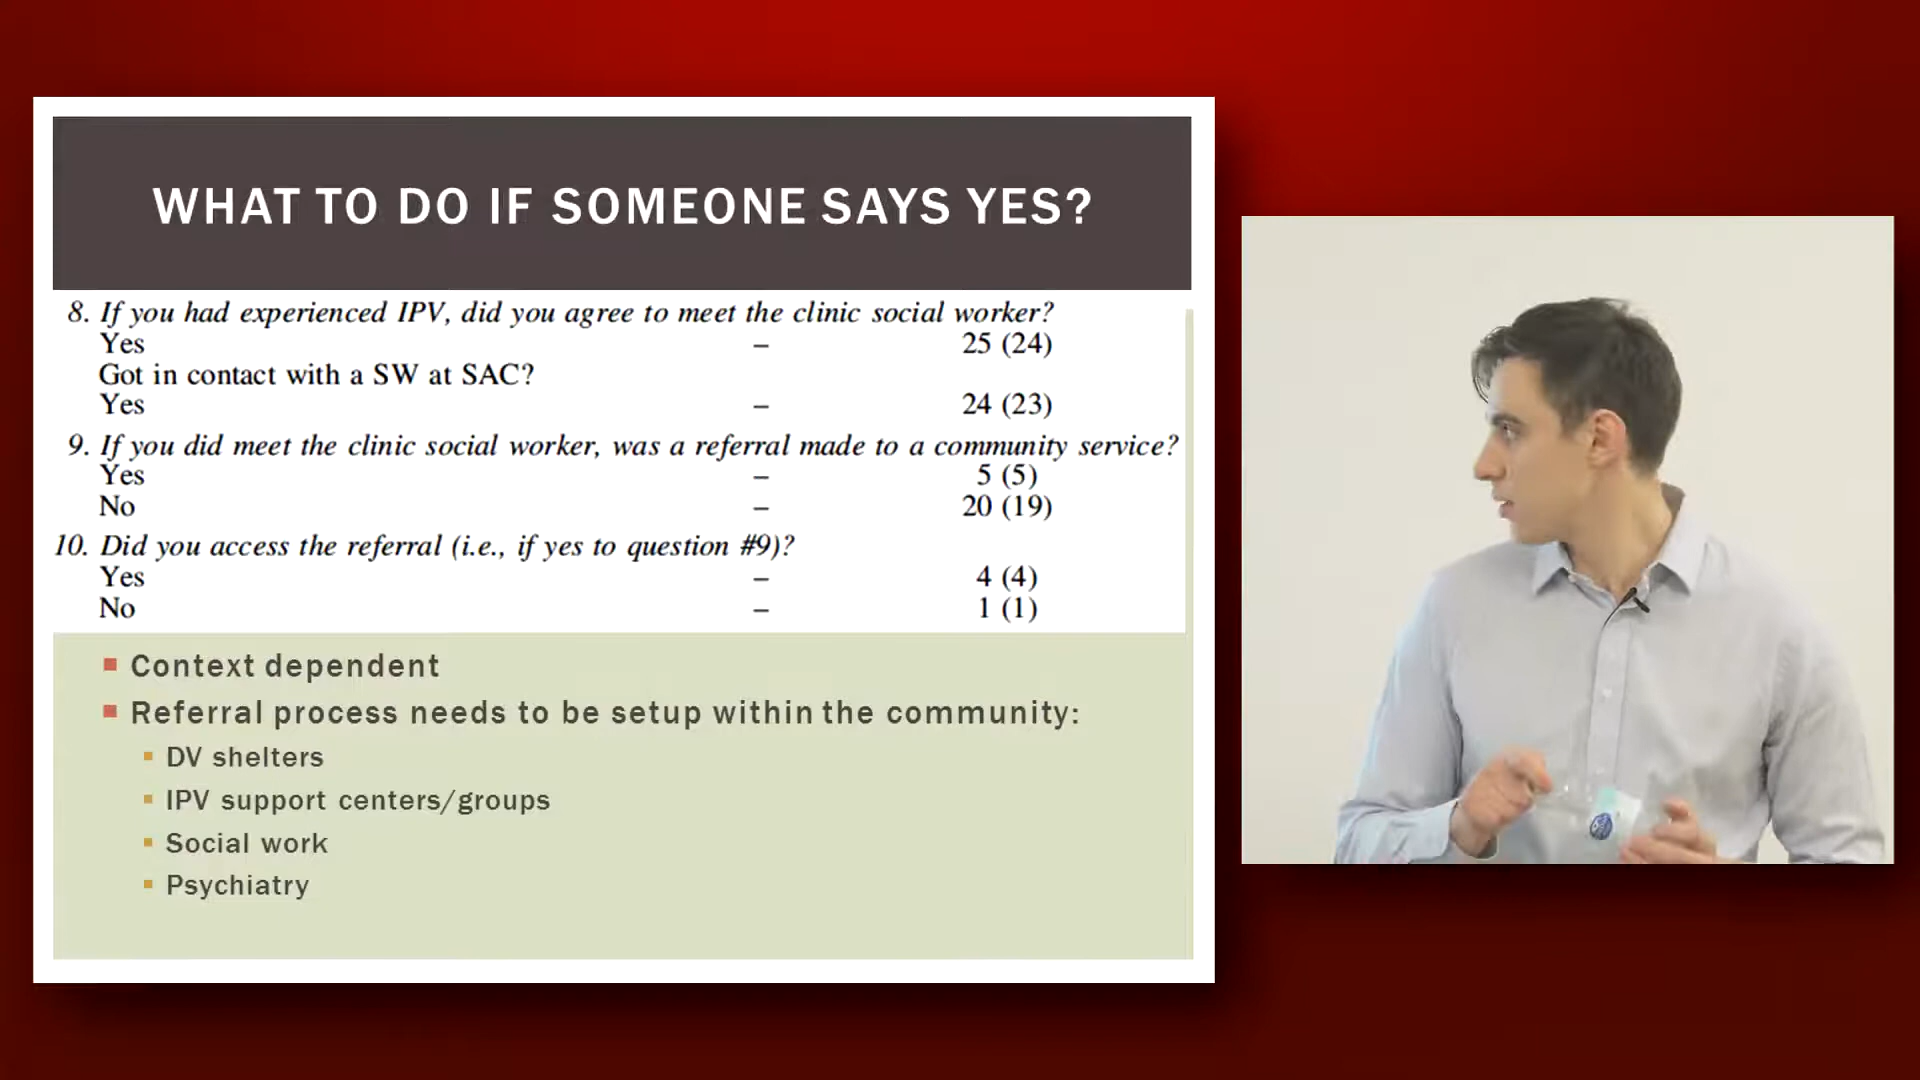 WHAT TO DO IF SOMEONE SAYS YES?
8. If you had experienced IPV, did you agree to meet the clinic social worker?
Yes – 25 (24)
Got in contact with a SW at SAC?
Yes – 24 (23)
9. If you did meet the clinic social worker, was a referral made to a community service?
Yes – 5 (5)
No – 20 (19)
10. Did you access the referral (i.e., if yes to question #9)?
Yes – 4 (4)
No – 1 (1)
Context dependent
Referral process needs to be setup within the community:
DV shelters
IPV support centers/groups
Social work
Psychiatry